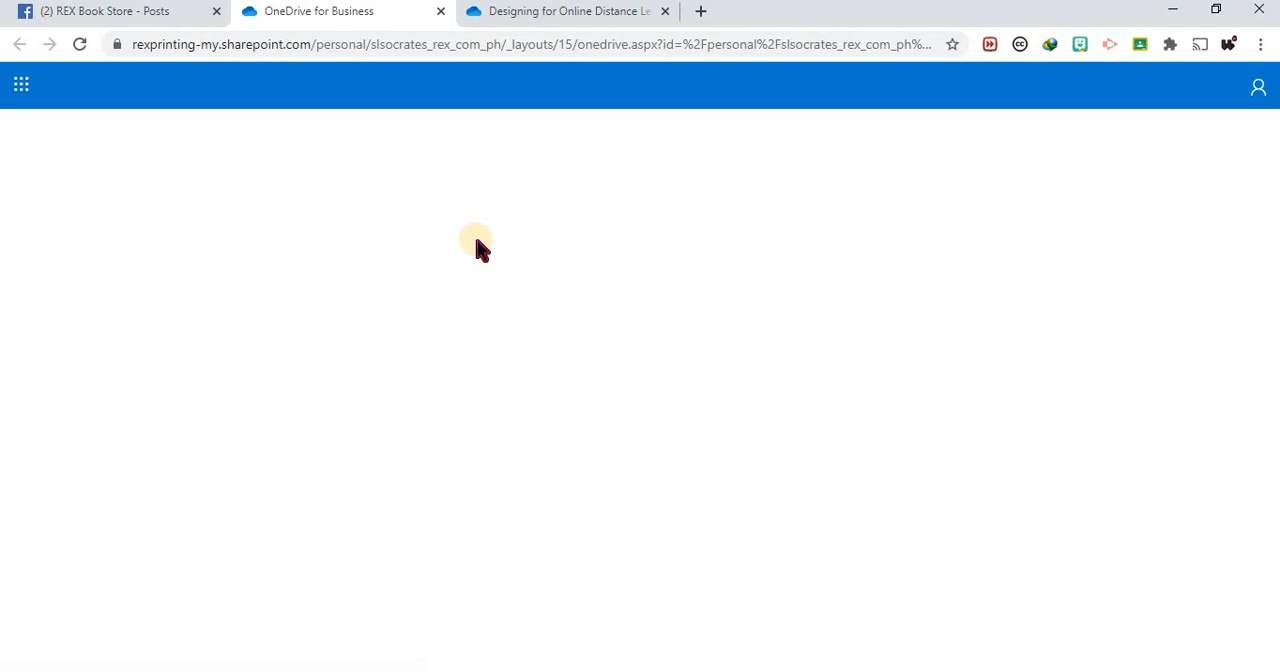 (2) REX Book Store - Posts
OneDrive for Business
Designing for Online Distance Le
rexprinting-my.sharepoint.com/personal/slsocrates_rex_com_ph/_layouts/15/onedrive.aspx?id=%2Fpersonal%2Fslsocrates_rex_com_ph%...